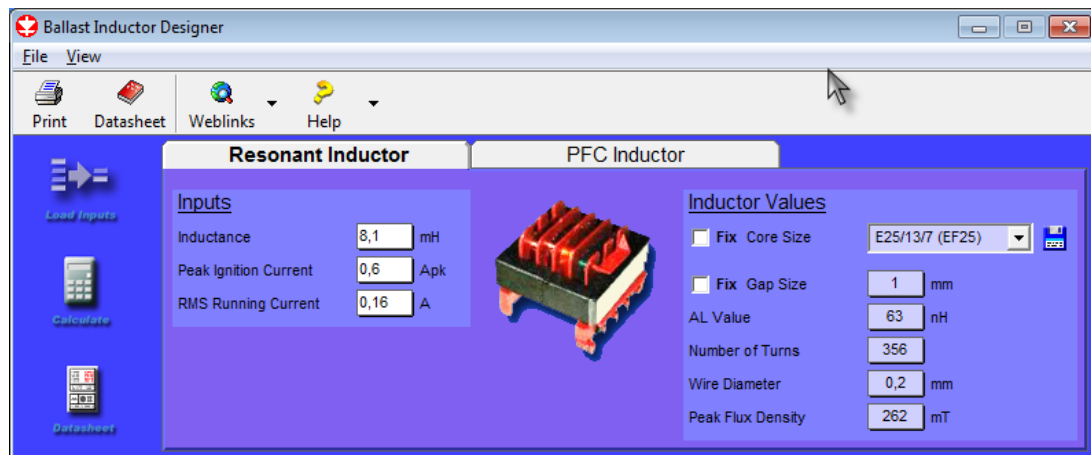 Ballast Inductor Designer
File View
Print Datasheet Weblinks Help
Load Inputs
Calculate
Datasheet
Resonant Inductor PFC Inductor
Inputs
Inductance 8,1 mH
Peak Ignition Current 0,6 Apk
RMS Running Current 0,16 A
Inductor Values
Fix Core Size E25/13/7 (EF25)
Fix Gap Size 1 mm
AL Value 63 nH
Number of Turns 356
Wire Diameter 0,2 mm
Peak Flux Density 262 mT